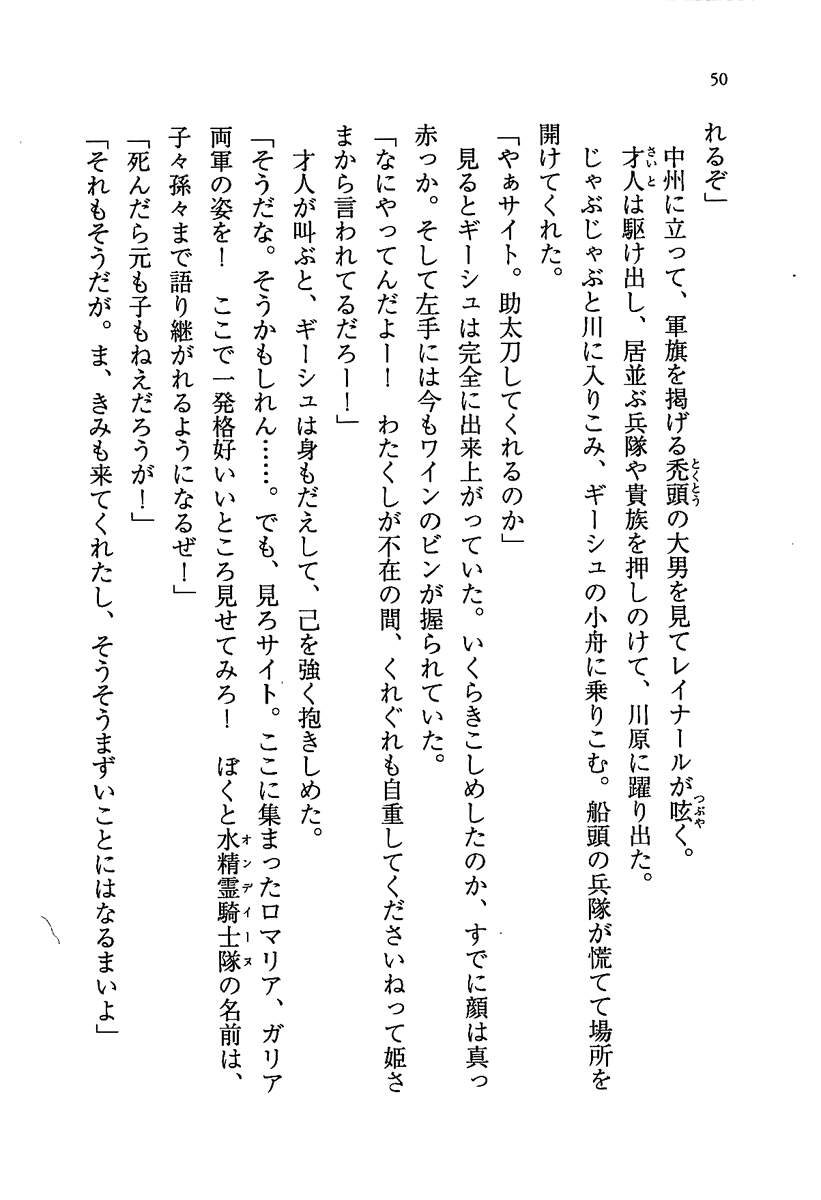 50
れるぞ」
　中州に立って、軍旗を掲げる禿頭の大男を見てレイナールが呟く。
　才人は駆け出し、居並ぶ兵隊や貴族を押しのけて、川原に躍り出た。
　じゃぶじゃぶと川に入りこみ、ギーシュの小舟に乗りこむ。船頭の兵隊が慌てて場所を
開けてくれた。
「やぁサイト。助太刀してくれるのか」
　見るとギーシュは完全に出来上がっていた。いくらきこしめしたのか、すでに顔は真っ
赤っか。そして左手には今もワインのビンが握られていた。
「なにやってんだよー！　わたくしが不在の間、くれぐれも自重してくださいねって姫さ
まから言われてるだろー！」
　才人が叫ぶと、ギーシュは身もだえして、己を強く抱きしめた。
「そうだな。そうかもしれん……。でも、見ろサイト。ここに集まったロマリア、ガリア
両軍の姿を！　ここで一発格好いいところ見せてみろ！　ぼくと水精霊騎士隊の名前は、
子々孫々まで語り継がれるようになるぜ！」
「死んだら元も子もねえだろうが！」
「それもそうだが。ま、きみも来てくれたし、そうそうまずいことにはなるまいよ」